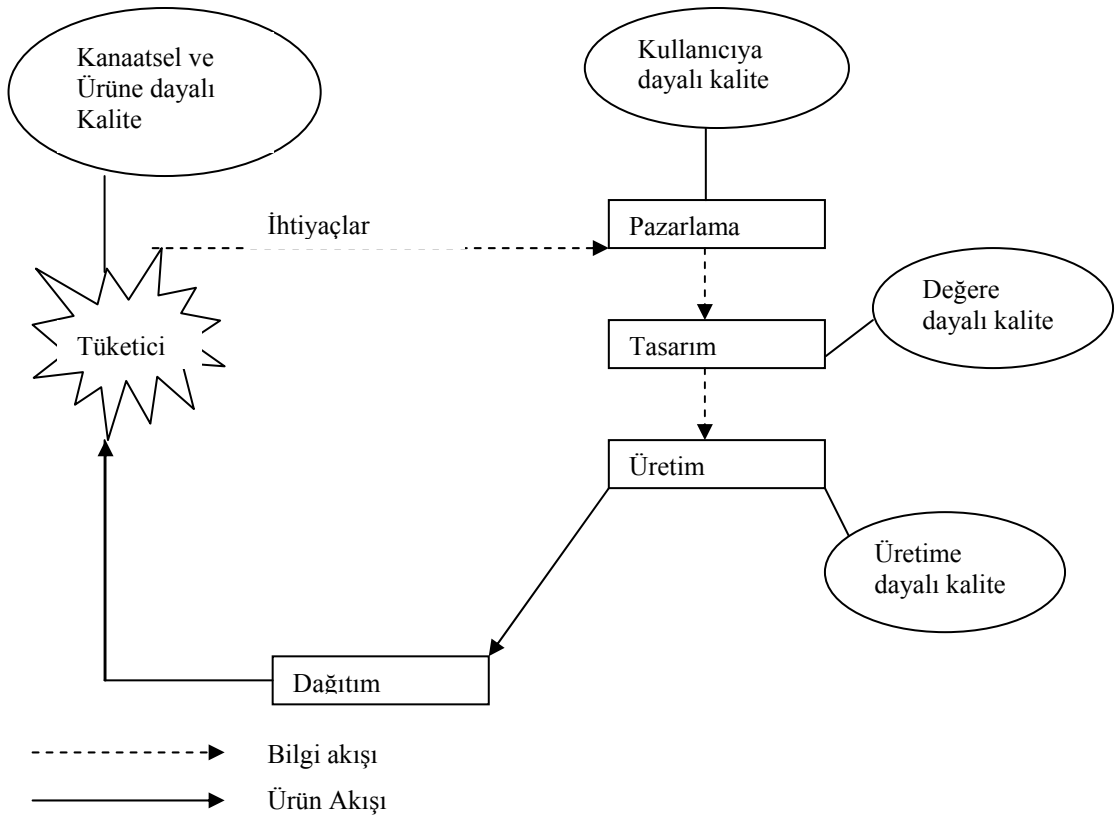 Kanaatsel ve
Ürüne dayalı
Kalite
Kullanıcıya
dayalı kalite
İhtiyaçlar
Pazarlama
Değere
dayalı kalite
Tüketici
Tasarım
Üretim
Üretime
dayalı kalite
Dağıtım
Bilgi akışı
Ürün Akışı